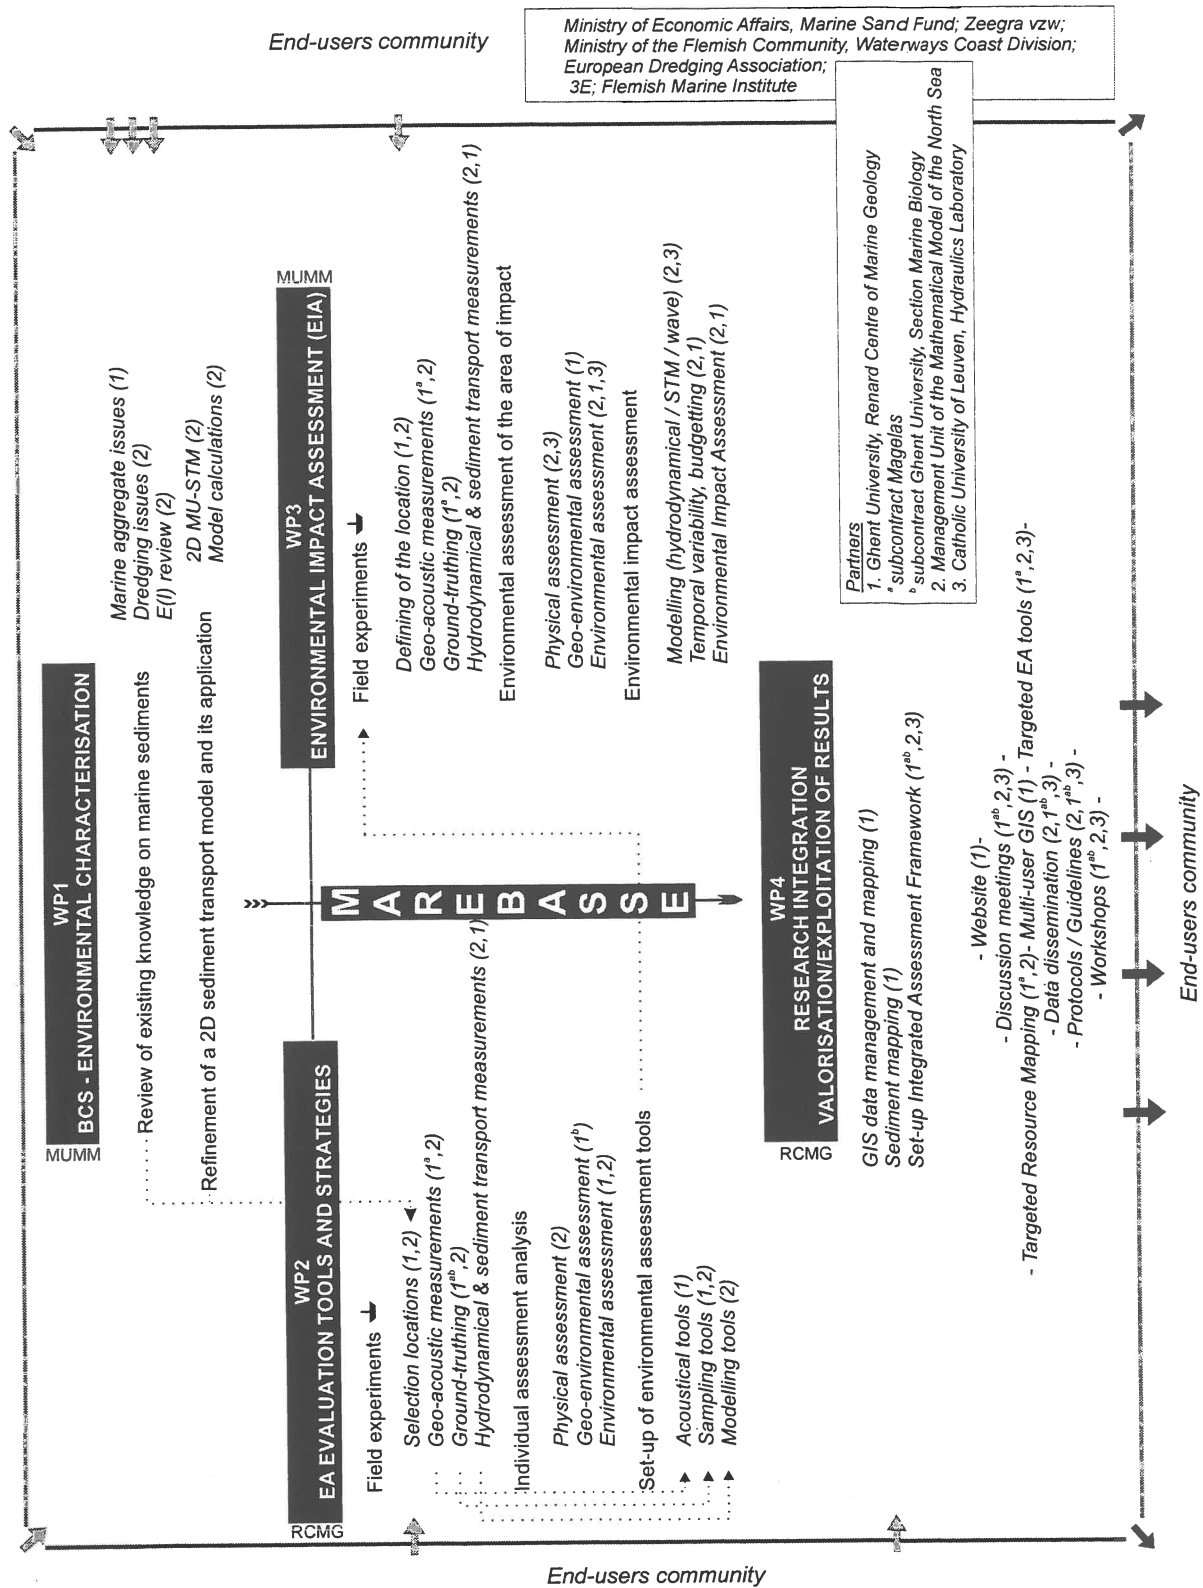 End-users community
Ministry of Economic Affairs, Marine Sand Fund; Zeegra vzw;
Ministry of the Flemish Community, Waterways Coast Division;
European Dredging Association;
3E; Flemish Marine Institute
MUMM
WP1
BCS - ENVIRONMENTAL CHARACTERISATION
Review of existing knowledge on marine sediments
Marine aggregate issues (1)
Dredging issues (2)
E(I) review (2)
Refinement of a 2D sediment transport model and its application
2D MU-STM (2)
Model calculations (2)
RCMG
WP2
EA EVALUATION TOOLS AND STRATEGIES
Field experiments
Selection locations (1,2)
Geo-acoustic measurements (1ª,2)
Ground-truthing (1ªᵇ,2)
Hydrodynamical & sediment transport measurements (2,1)
Individual assessment analysis
Physical assessment (2)
Geo-environmental assessment (1ᵇ)
Environmental assessment (1,2)
Set-up of environmental assessment tools
Acoustical tools (1)
Sampling tools (1,2)
Modelling tools (2)
MAREBASSE
MUMM
WP3
ENVIRONMENTAL IMPACT ASSESSMENT (EIA)
Field experiments
Defining of the location (1,2)
Geo-acoustic measurements (1ª,2)
Ground-truthing (1ª,2)
Hydrodynamical & sediment transport measurements (2,1)
Environmental assessment of the area of impact
Physical assessment (2,3)
Geo-environmental assessment (1)
Environmental assessment (2,1,3)
Environmental impact assessment
Modelling (hydrodynamical / STM / wave) (2,3)
Temporal variability, budgetting (2,1)
Environmental Impact Assessment (2,1)
RCMG
WP4
RESEARCH INTEGRATION
VALORISATION/EXPLOITATION OF RESULTS
GIS data management and mapping (1)
Sediment mapping (1)
Set-up Integrated Assessment Framework (1ªᵇ,2,3)
- Website (1)-
- Discussion meetings (1ªᵇ,2,3) -
- Targeted Resource Mapping (1ª,2)- Multi-user GIS (1) - Targeted EA tools (1ª,2,3)-
- Data dissemination (2,1ªᵇ,3) -
- Protocols / Guidelines (2,1ªᵇ,3) -
- Workshops (1ªᵇ,2,3) -
Partners
1. Ghent University, Renard Centre of Marine Geology
ª subcontract Magelas
ᵇ subcontract Ghent University, Section Marine Biology
2. Management Unit of the Mathematical Model of the North Sea
3. Catholic University of Leuven, Hydraulics Laboratory
End-users community
End-users community